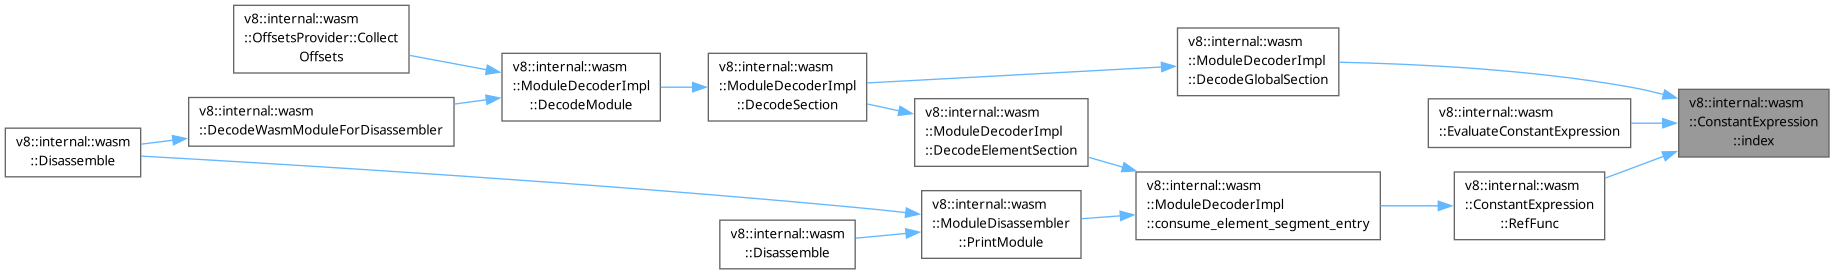 v8::internal::wasm
::OffsetsProvider::Collect
Offsets
v8::internal::wasm
::DecodeWasmModuleForDisassembler
v8::internal::wasm
::Disassemble
v8::internal::wasm
::ModuleDecoderImpl
::DecodeModule
v8::internal::wasm
::ModuleDecoderImpl
::DecodeSection
v8::internal::wasm
::ModuleDecoderImpl
::DecodeElementSection
v8::internal::wasm
::ModuleDisassembler
::PrintModule
v8::internal::wasm
::Disassemble
v8::internal::wasm
::ModuleDecoderImpl
::DecodeGlobalSection
v8::internal::wasm
::ModuleDecoderImpl
::consume_element_segment_entry
v8::internal::wasm
::EvaluateConstantExpression
v8::internal::wasm
::ConstantExpression
::RefFunc
v8::internal::wasm
::ConstantExpression
::index